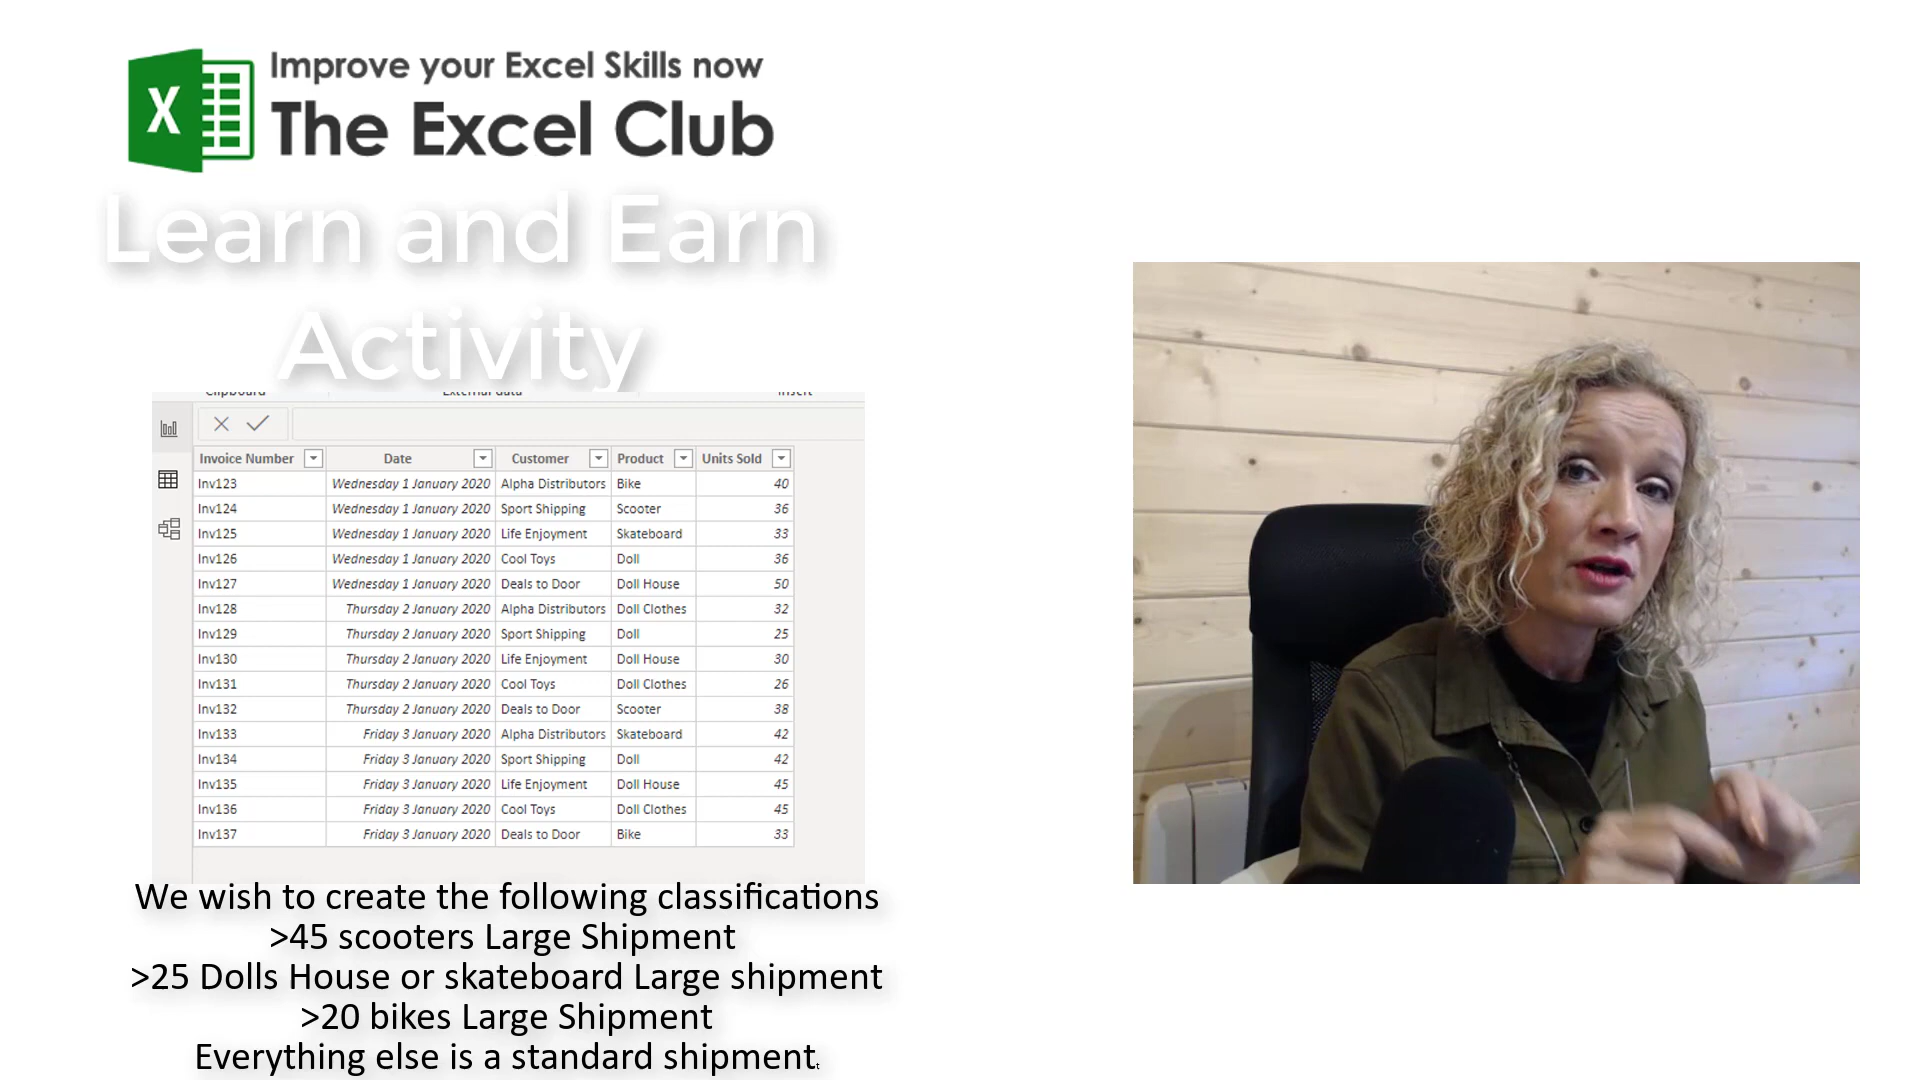 Improve your Excel Skills now
X
The Excel Club
Learn and Earn
Activity
Clipboard External data Insert
Invoice Number Date Customer Product Units Sold
Inv123 Wednesday 1 January 2020 Alpha Distributors Bike 40
Inv124 Wednesday 1 January 2020 Sport Shipping Scooter 36
Inv125 Wednesday 1 January 2020 Life Enjoyment Skateboard 33
Inv126 Wednesday 1 January 2020 Cool Toys Doll 36
Inv127 Wednesday 1 January 2020 Deals to Door Doll House 50
Inv128 Thursday 2 January 2020 Alpha Distributors Doll Clothes 32
Inv129 Thursday 2 January 2020 Sport Shipping Doll 25
Inv130 Thursday 2 January 2020 Life Enjoyment Doll House 30
Inv131 Thursday 2 January 2020 Cool Toys Doll Clothes 26
Inv132 Thursday 2 January 2020 Deals to Door Scooter 38
Inv133 Friday 3 January 2020 Alpha Distributors Skateboard 42
Inv134 Friday 3 January 2020 Sport Shipping Doll 42
Inv135 Friday 3 January 2020 Life Enjoyment Doll House 45
Inv136 Friday 3 January 2020 Cool Toys Doll Clothes 45
Inv137 Friday 3 January 2020 Deals to Door Bike 33
We wish to create the following classifications
>45 scooters Large Shipment
>25 Dolls House or skateboard Large shipment
>20 bikes Large Shipment
Everything else is a standard shipment.t